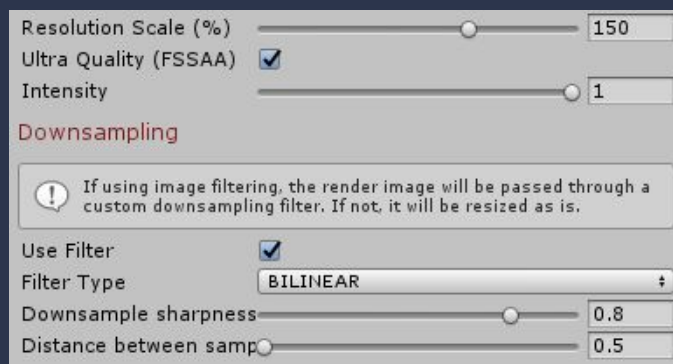 Resolution Scale (%) 150
Ultra Quality (FSSAA)
Intensity 1
Downsampling
If using image filtering, the render image will be passed through a
custom downsampling filter. If not, it will be resized as is.
Use Filter
Filter Type BILINEAR
Downsample sharpness 0.8
Distance between samp 0.5